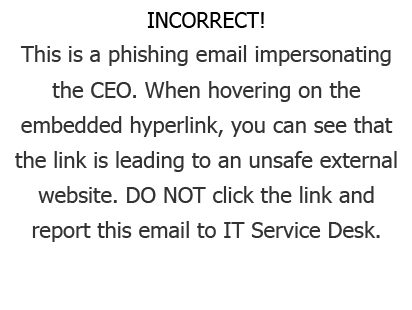 INCORRECT!
This is a phishing email impersonating
the CEO. When hovering on the
embedded hyperlink, you can see that
the link is leading to an unsafe external
website. DO NOT click the link and
report this email to IT Service Desk.